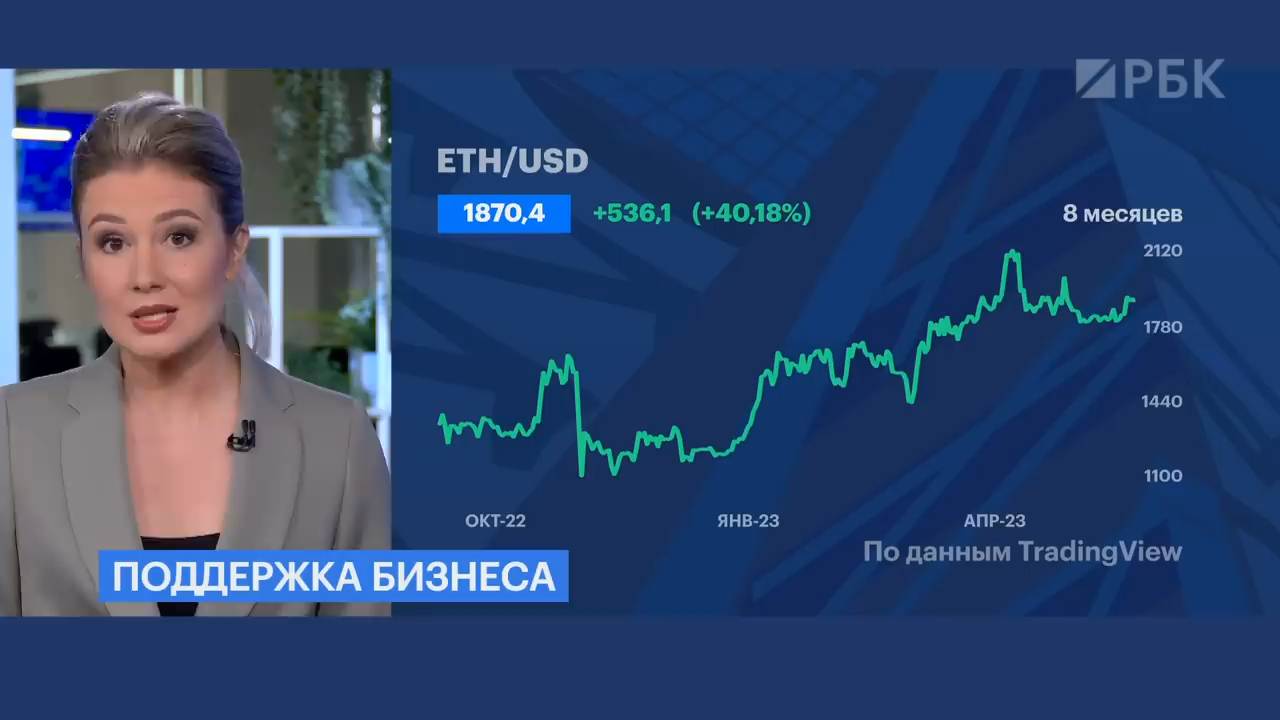 РБК
ETH/USD
1870,4 +536,1 (+40,18%)
8 месяцев
2120
1780
1440
1100
ОКТ-22 ЯНВ-23 АПР-23
По данным TradingView
ПОДДЕРЖКА БИЗНЕСА